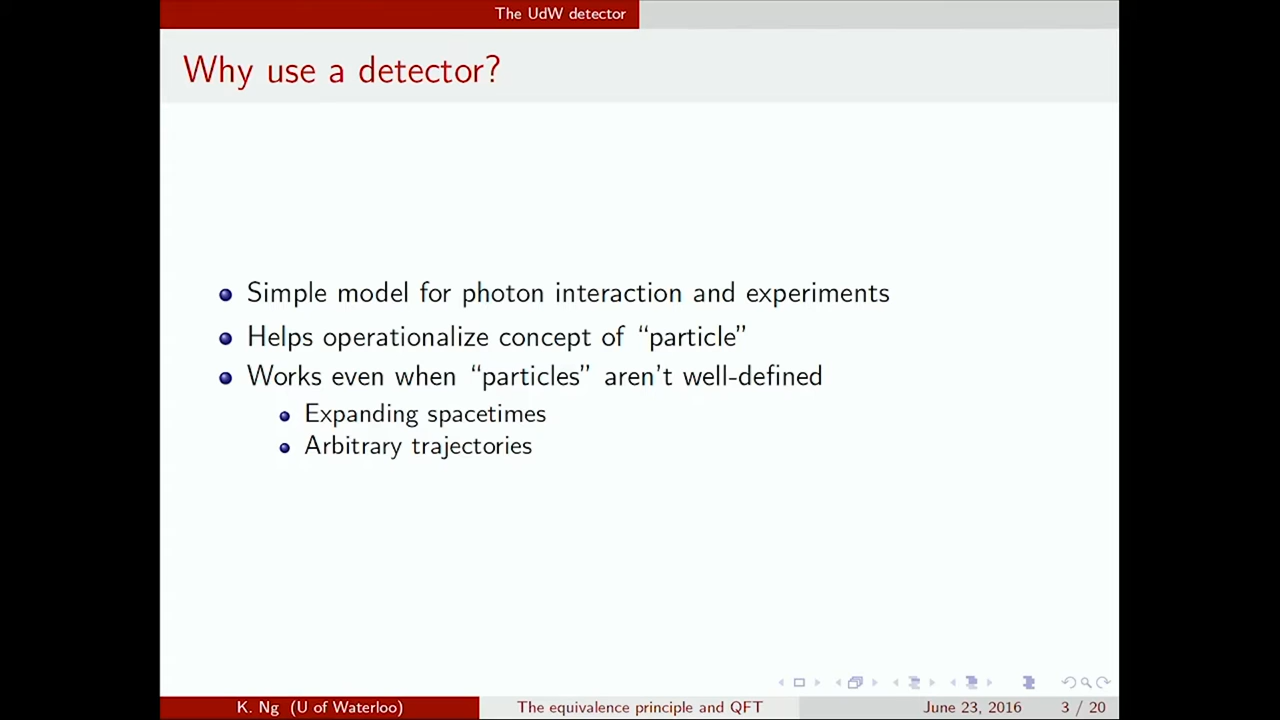 The UdW detector
Why use a detector?
Simple model for photon interaction and experiments
Helps operationalize concept of “particle”
Works even when “particles” aren’t well-defined
Expanding spacetimes
Arbitrary trajectories
K. Ng (U of Waterloo)
The equivalence principle and QFT
June 23, 2016
3 / 20